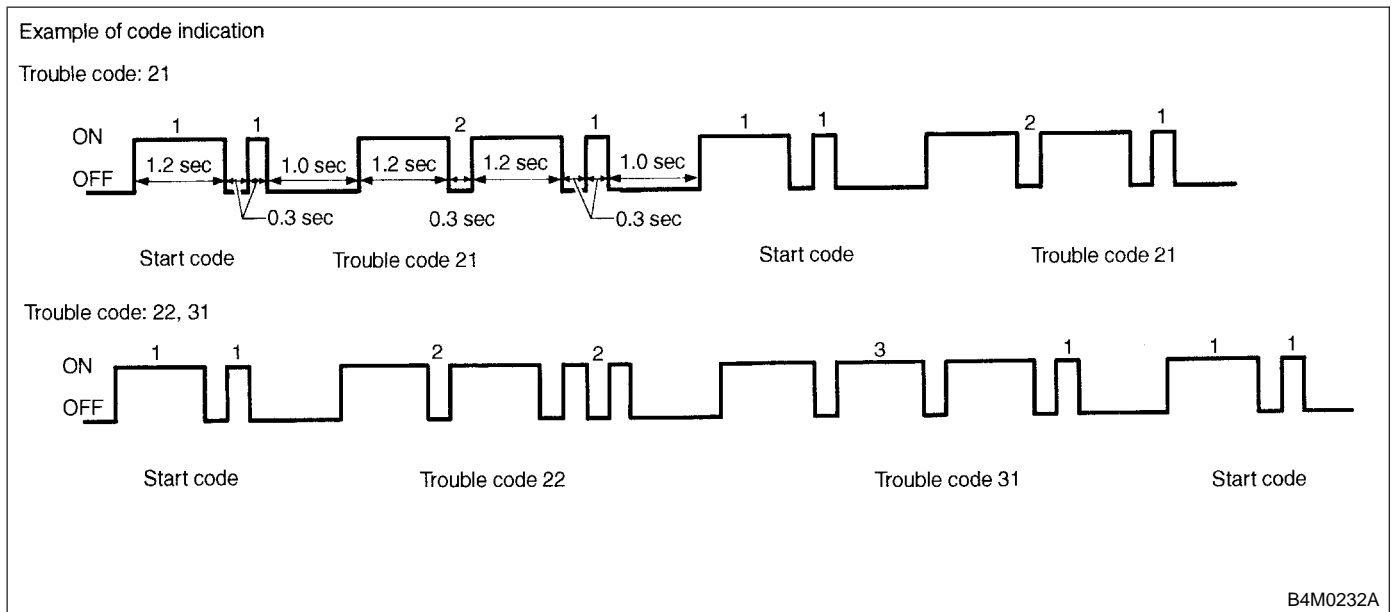 Example of code indication
Trouble code: 21
1 1 2 1 1 1 2 1
ON
1.2 sec 1.0 sec 1.2 sec 1.2 sec 1.0 sec
OFF
0.3 sec 0.3 sec 0.3 sec
Start code Trouble code 21 Start code Trouble code 21
Trouble code: 22, 31
1 1 2 2 3 1 1 1
ON
OFF
Start code Trouble code 22 Trouble code 31 Start code
B4M0232A